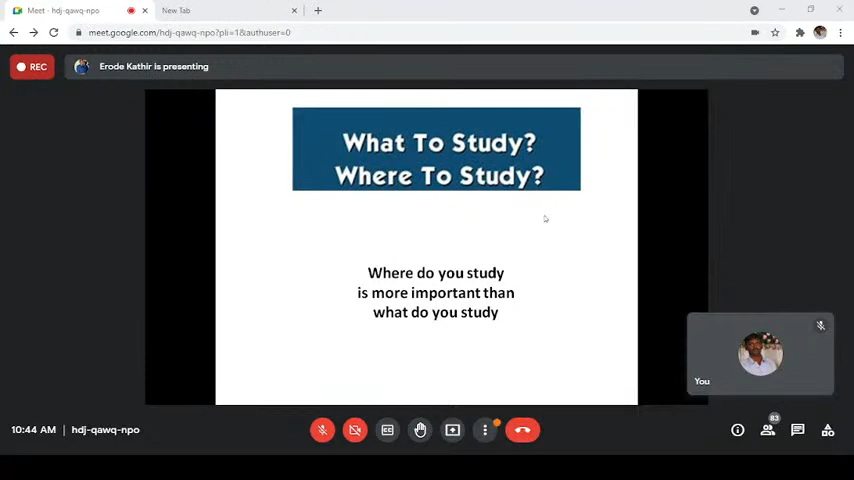 Meet - hdj-qawq-npo
New Tab
meet.google.com/hdj-qawq-npo?pli=1&authuser=0
REC
Erode Kathir is presenting
What To Study?
Where To Study?
Where do you study
is more important than
what do you study
You
83
10:44 AM | hdj-qawq-npo
CC